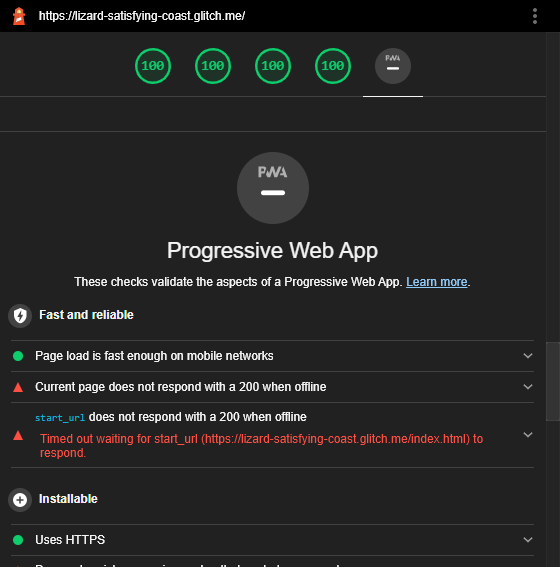 https://lizard-satisfying-coast.glitch.me/
100 100 100 100 PWA
PWA
Progressive Web App
These checks validate the aspects of a Progressive Web App. Learn more.
Fast and reliable
Page load is fast enough on mobile networks
Current page does not respond with a 200 when offline
start_url does not respond with a 200 when offline
Timed out waiting for start_url (https://lizard-satisfying-coast.glitch.me/index.html) to
respond.
Installable
Uses HTTPS